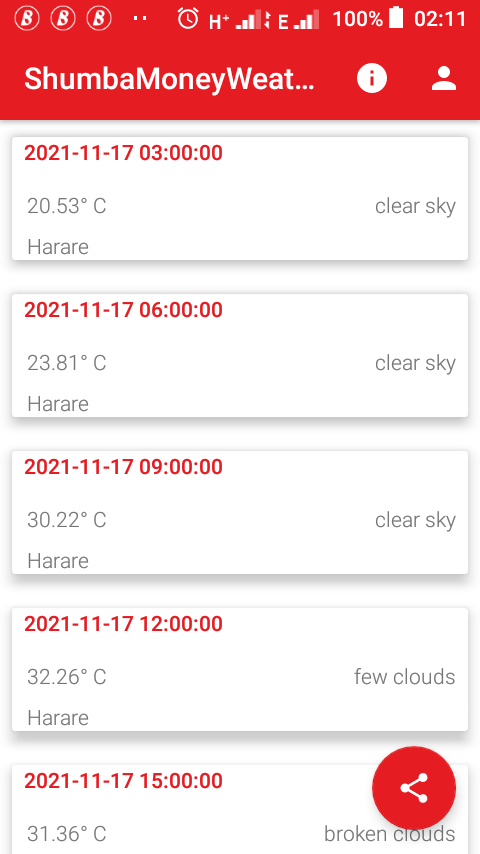 H+ E 100% 02:11
ShumbaMoneyWeat...
2021-11-17 03:00:00
20.53° C clear sky
Harare
2021-11-17 06:00:00
23.81° C clear sky
Harare
2021-11-17 09:00:00
30.22° C clear sky
Harare
2021-11-17 12:00:00
32.26° C few clouds
Harare
2021-11-17 15:00:00
31.36° C broken clouds